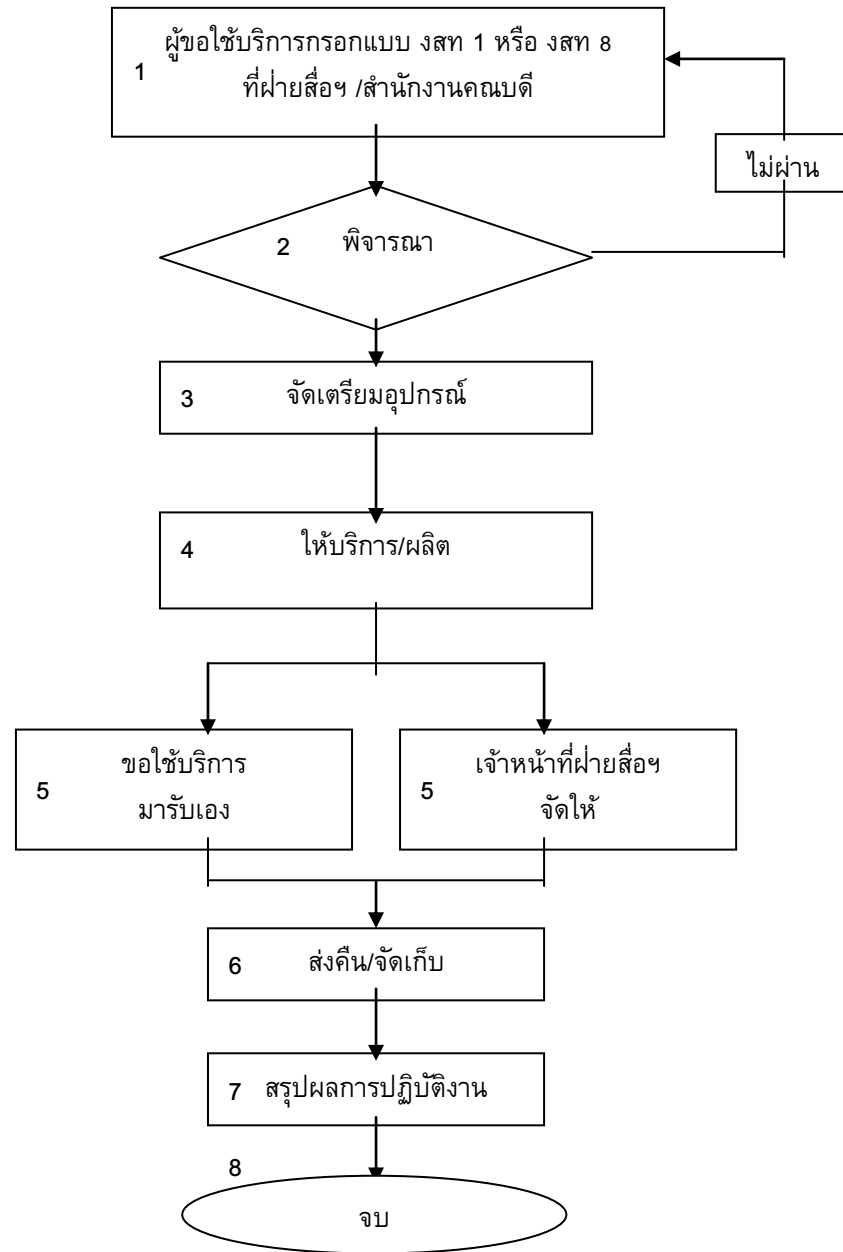 ผู้ขอใช้บริการกรอกแบบ งสท 1 หรือ งสท 8
1 ที่ฝ่ายสื่อฯ /สำนักงานคณบดี
ไม่ผ่าน
2 พิจารณา
3 จัดเตรียมอุปกรณ์
4 ให้บริการ/ผลิต
ขอใช้บริการ
5 มารับเอง
เจ้าหน้าที่ฝ่ายสื่อฯ
5 จัดให้
6 ส่งคืน/จัดเก็บ
7 สรุปผลการปฏิบัติงาน
8
จบ